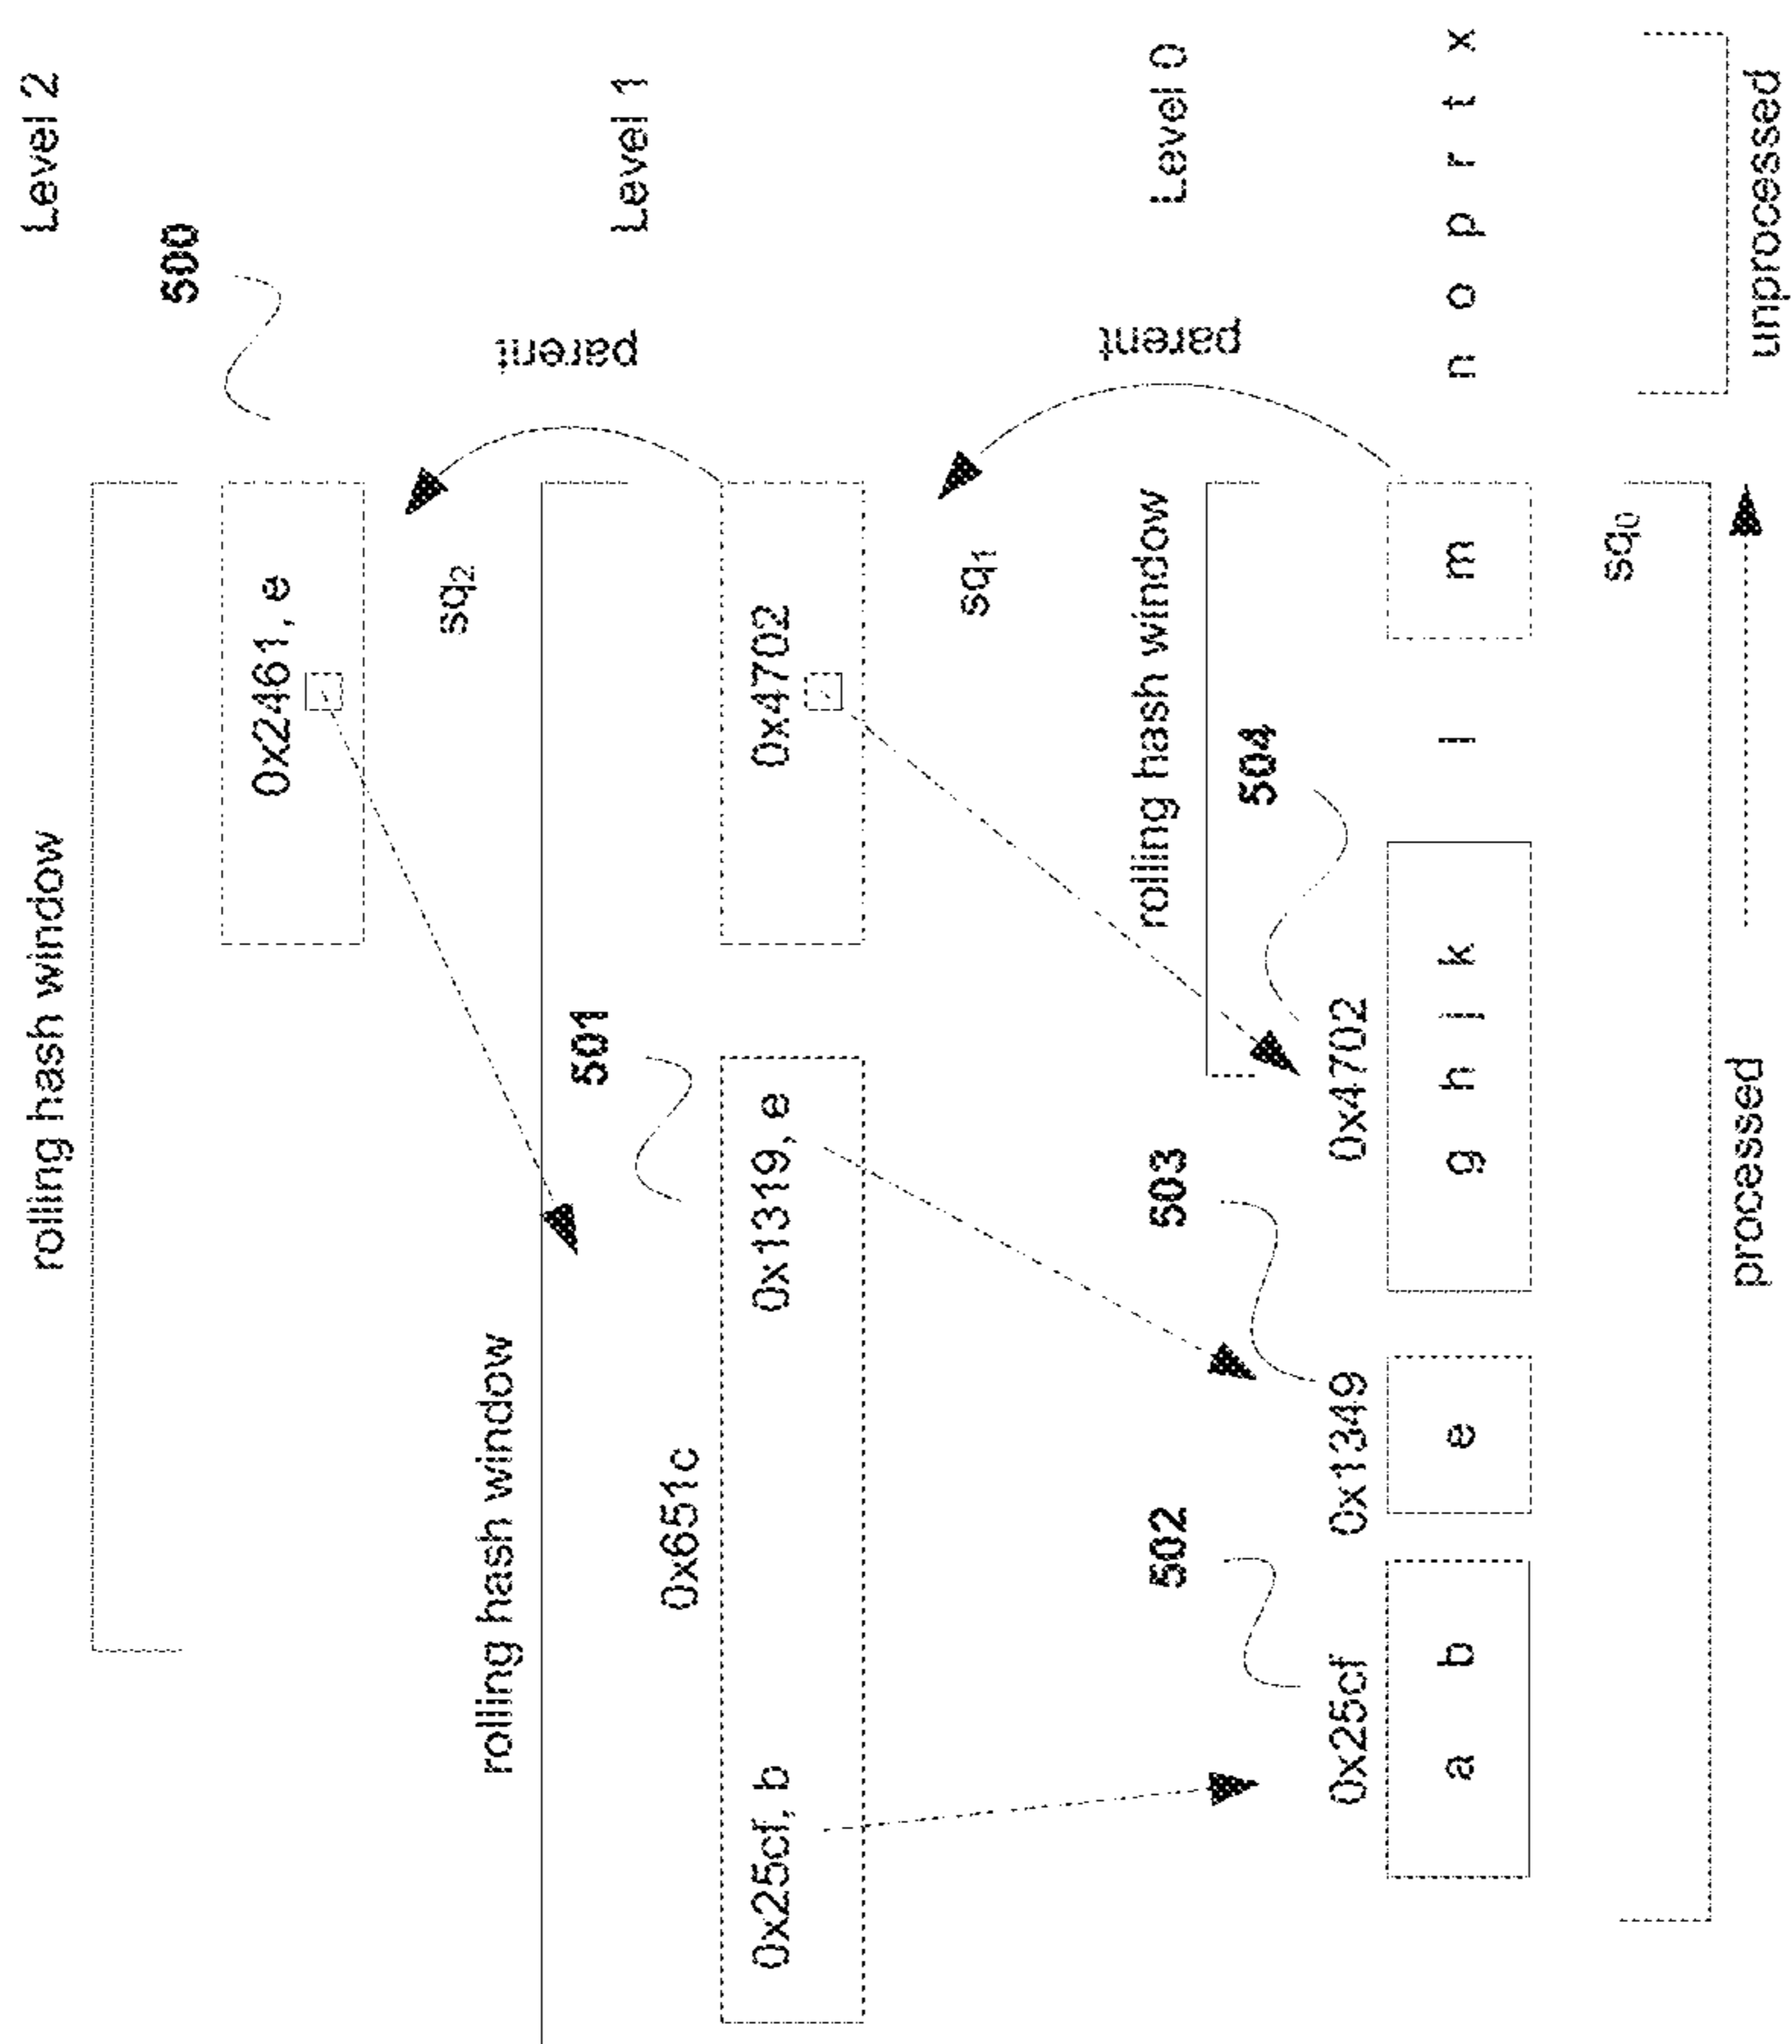 rolling hash window
Level 2
500
0x2461, e
sq₂
parent
rolling hash window
501
Level 1
0x651c
0x25cf, b 0x1319, e 0x4702
sq₁
parent
rolling hash window
Level 0
502 503 504
0x25cf 0x1349 0x4702
a b e g h j k l m n o p r t x
sq₀
processed unprocessed